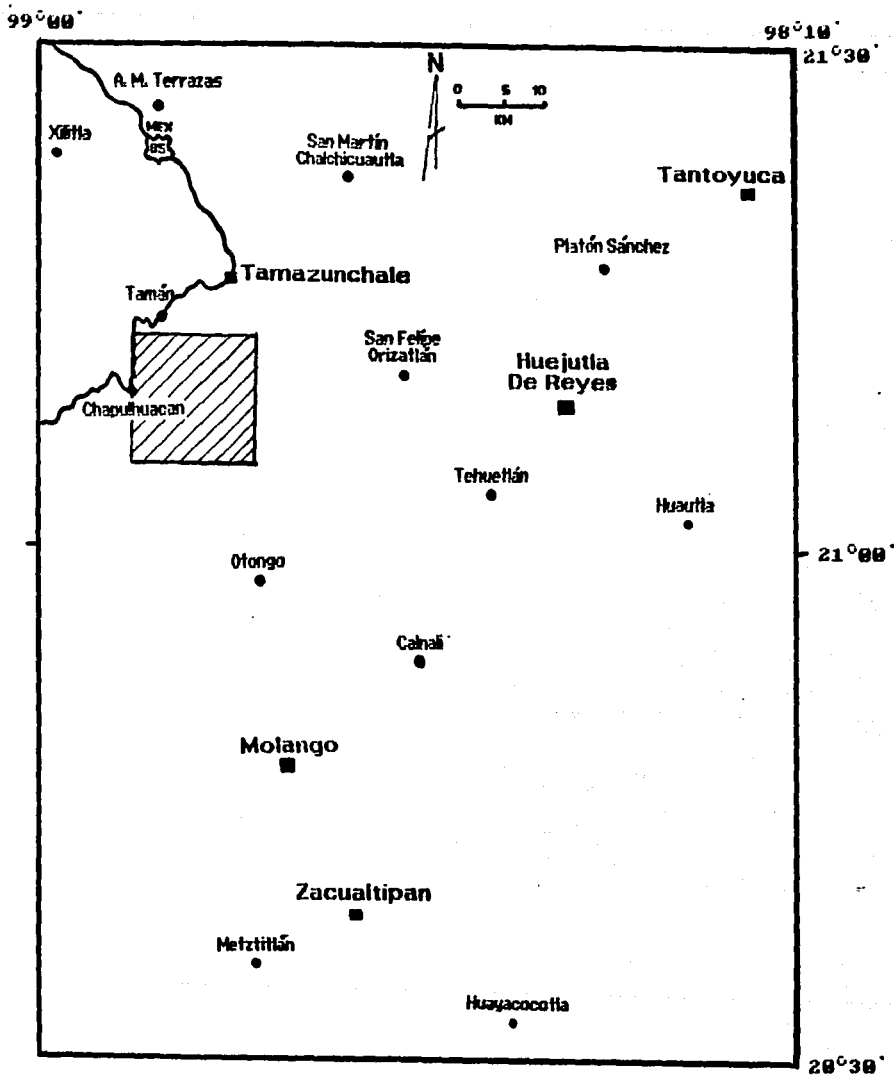 99°00'
98°10'
21°30'
A. M. Terrazas
N
0 5 10
KM
Xilitla
MEX
85
San Martín
Chalchicuautla
Tantoyuca
Platón Sánchez
Tamazunchale
Tamán
San Felipe
Orizatlán
Huejutla
De Reyes
Chapulhuacan
Tehuetlán
Huautla
21°00'
Otongo
Calnali
Molango
Zacualtipan
Metztitlán
Huayacocotla
20°30'